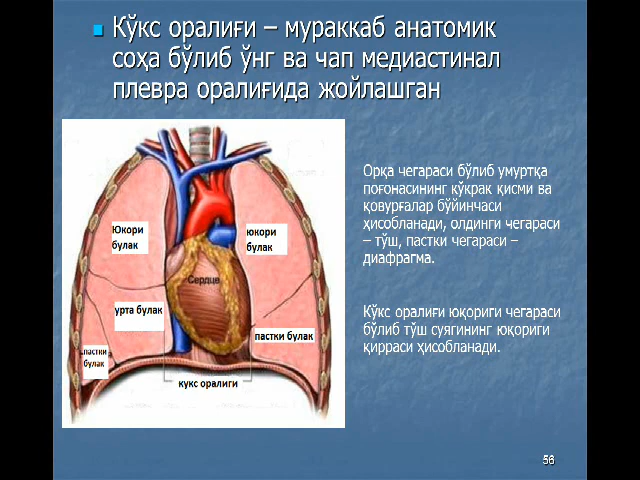 Кўкс оралиғи – мураккаб анатомик
соҳа бўлиб ўнг ва чап медиастинал
плевра оралиғида жойлашган
Орқа чегараси бўлиб умуртқа
поғонасининг қўкрак қисми ва
қовурғалар бўйинчаси
ҳисобланади, олдинги чегараси
– тўш, пастки чегараси –
диафрагма.
Кўкс оралиғи юқориги чегараси
бўлиб тўш суягининг юқориги
қирраси ҳисобланади.
Юкори
булак
юкори
булак
Сердце
урта булак
пастки булак
пастки
булак
кукс оралиги
56